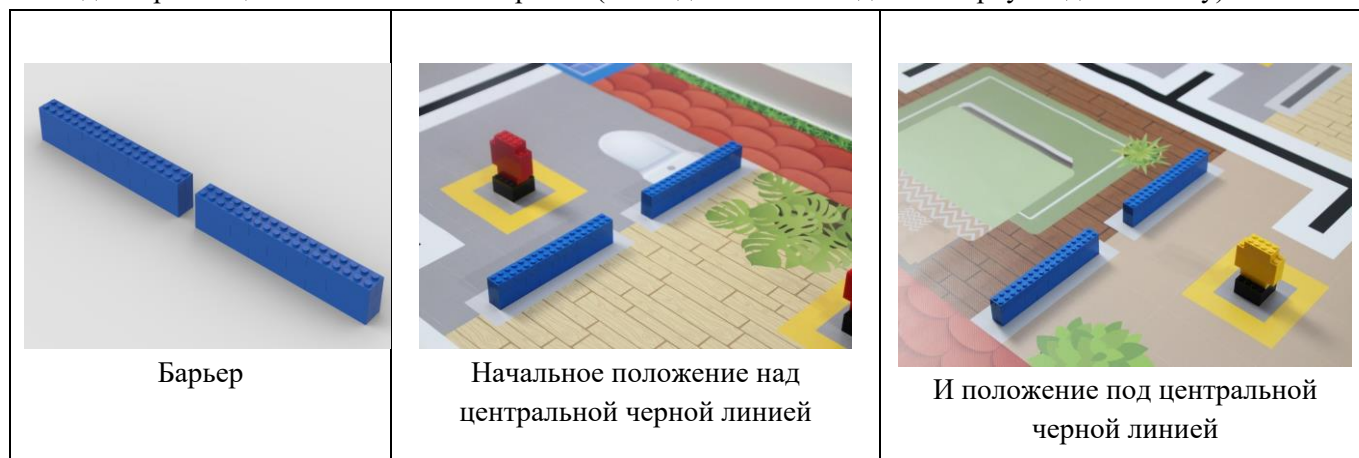 Барьер
Начальное положение над
центральной черной линией
И положение под центральной
черной линией